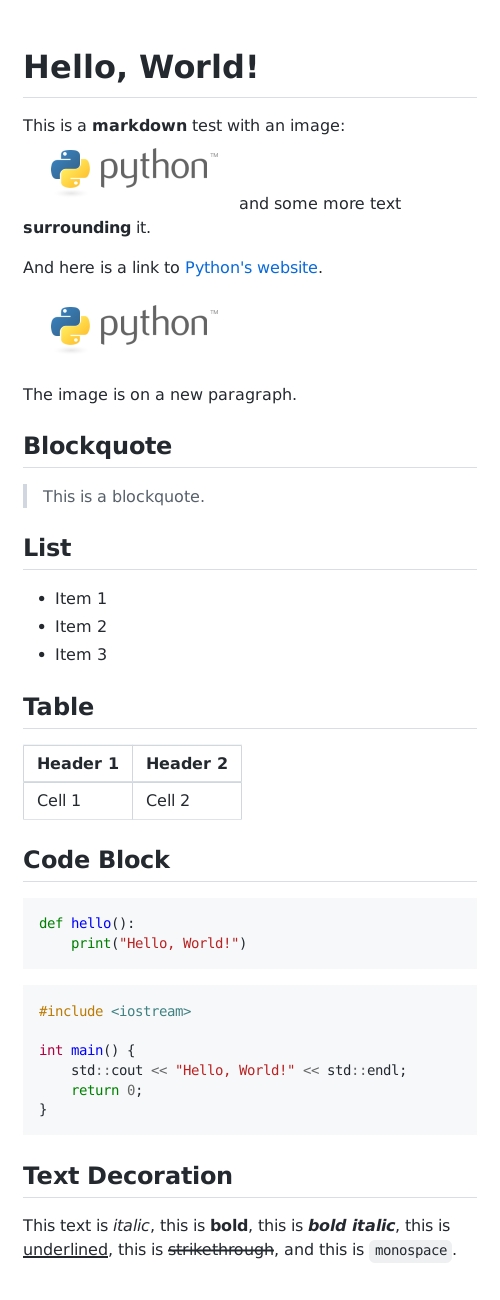 Hello, World!
This is a markdown test with an image:
python™ and some more text
surrounding it.
And here is a link to Python's website.
python™
The image is on a new paragraph.
Blockquote
This is a blockquote.
List
• Item 1
• Item 2
• Item 3
Table
Header 1 Header 2
Cell 1 Cell 2
Code Block
def hello():
    print("Hello, World!")
#include <iostream>
int main() {
    std::cout << "Hello, World!" << std::endl;
    return 0;
}
Text Decoration
This text is italic, this is bold, this is bold italic, this is
underlined, this is strikethrough, and this is monospace.